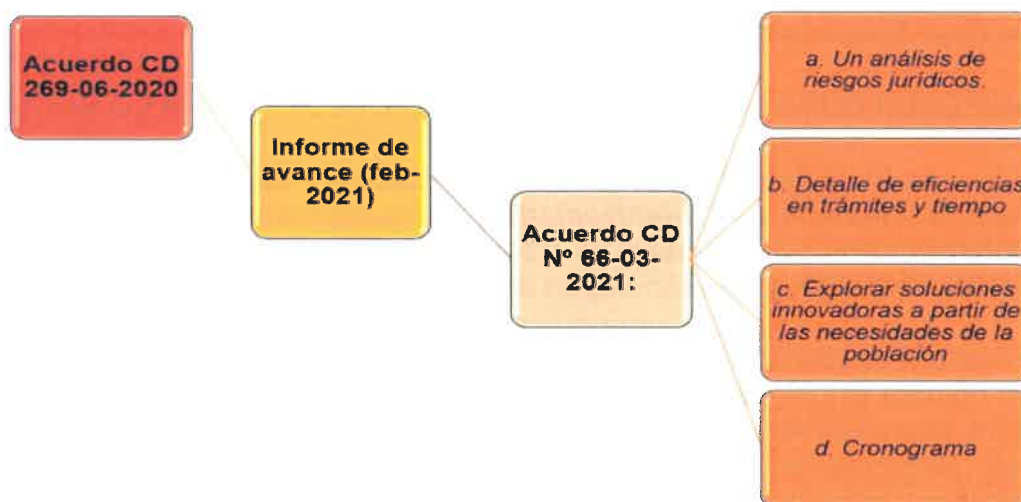 Acuerdo CD
269-06-2020
Informe de
avance (feb-
2021)
Acuerdo CD
Nº 66-03-
2021:
a. Un análisis de
riesgos jurídicos.
b. Detalle de eficiencias
en trámites y tiempo
c. Explorar soluciones
innovadoras a partir de
las necesidades de la
población
d. Cronograma